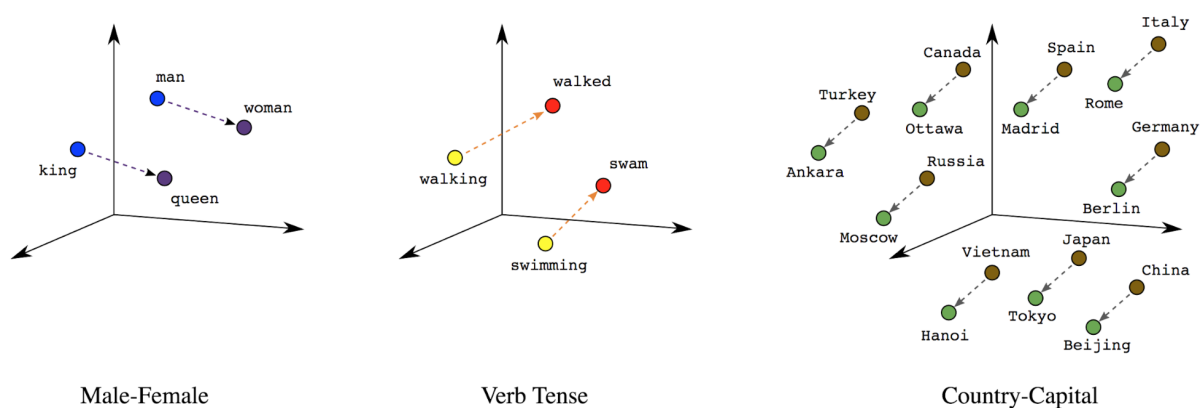 man
woman
king
queen
Male-Female
walked
swam
walking
swimming
Verb Tense
Italy
Canada
Spain
Turkey
Rome
Ottawa
Madrid
Germany
Ankara
Russia
Berlin
Moscow
Vietnam
Japan
China
Hanoi
Tokyo
Beijing
Country-Capital